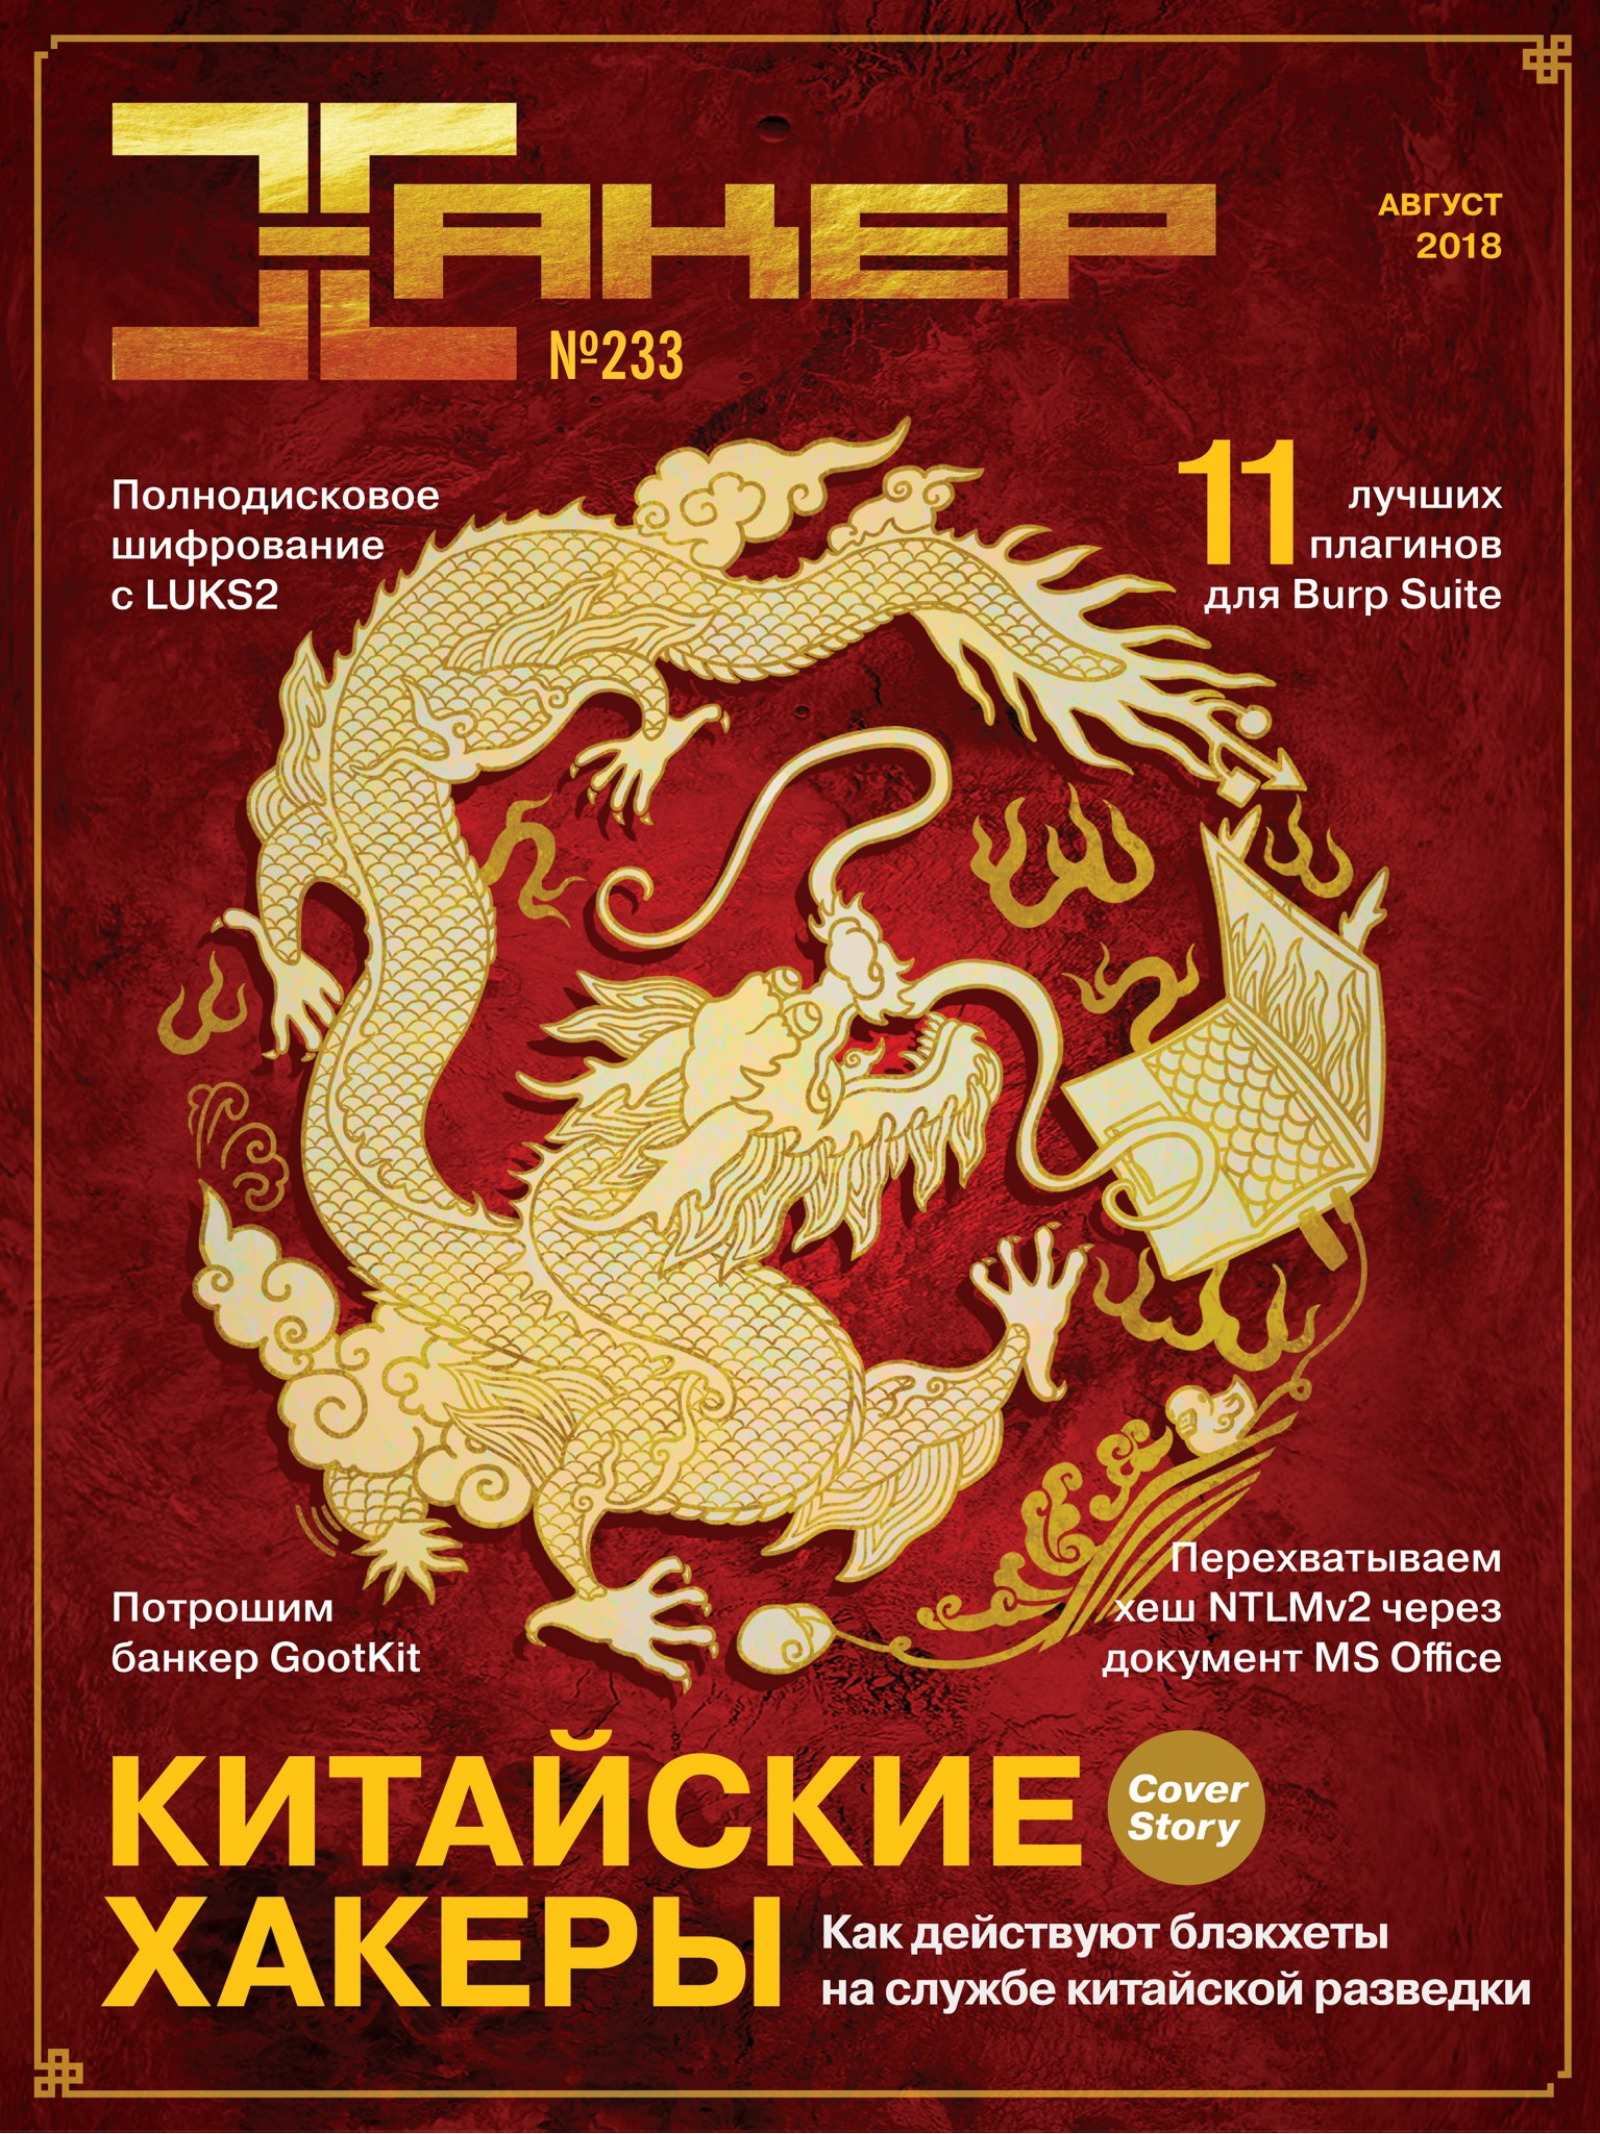 ХАКЕР
№233
АВГУСТ
2018
Полнодисковое
шифрование
с LUKS2
11 лучших
плагинов
для Burp Suite
Потрошим
банкер GootKit
Перехватываем
хеш NTLMv2 через
документ MS Office
КИТАЙСКИЕ
ХАКЕРЫ
Cover
Story
Как действуют блэкхеты
на службе китайской разведки